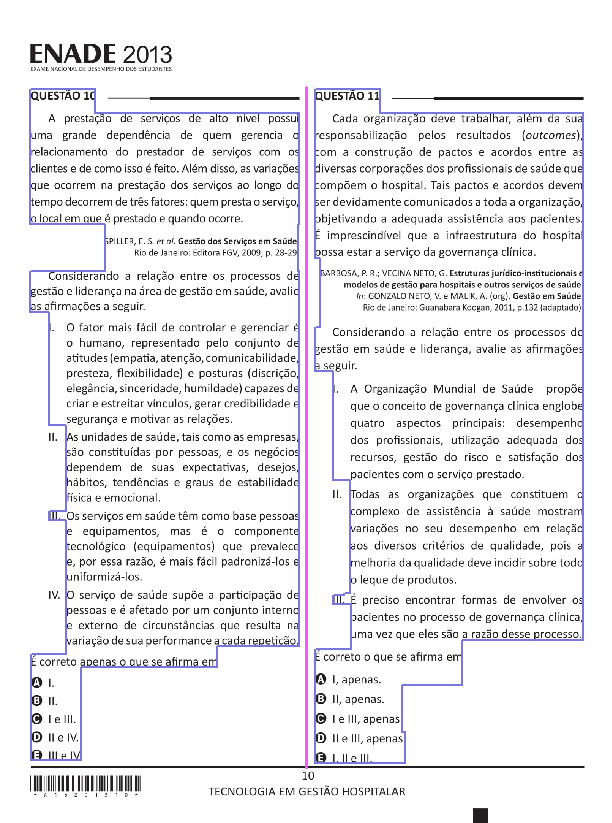 ENADE 2013
EXAME NACIONAL DE DESEMPENHO DOS ESTUDANTES
QUESTÃO 10
A prestação de serviços de alto nível possui
uma grande dependência de quem gerencia o
relacionamento do prestador de serviços com os
clientes e de como isso é feito. Além disso, as variações
que ocorrem na prestação dos serviços ao longo do
tempo decorrem de três fatores: quem presta o serviço,
o local em que é prestado e quando ocorre.
SPILLER, E. S. et al. Gestão dos Serviços em Saúde.
Rio de Janeiro: Editora FGV, 2009, p. 28-29
Considerando a relação entre os processos de
gestão e liderança na área de gestão em saúde, avalie
as afirmações a seguir.
I. O fator mais fácil de controlar e gerenciar é
o humano, representado pelo conjunto de
atitudes (empatia, atenção, comunicabilidade,
presteza, flexibilidade) e posturas (discrição,
elegância, sinceridade, humildade) capazes de
criar e estreitar vínculos, gerar credibilidade e
segurança e motivar as relações.
II. As unidades de saúde, tais como as empresas,
são constituídas por pessoas, e os negócios
dependem de suas expectativas, desejos,
hábitos, tendências e graus de estabilidade
física e emocional.
III. Os serviços em saúde têm como base pessoas
e equipamentos, mas é o componente
tecnológico (equipamentos) que prevalece
e, por essa razão, é mais fácil padronizá-los e
uniformizá-los.
IV. O serviço de saúde supõe a participação de
pessoas e é afetado por um conjunto interno
e externo de circunstâncias que resulta na
variação de sua performance a cada repetição.
É correto apenas o que se afirma em
A I.
B II.
C I e III.
D II e IV.
E III e IV.
QUESTÃO 11
Cada organização deve trabalhar, além da sua
responsabilização pelos resultados (outcomes),
com a construção de pactos e acordos entre as
diversas corporações dos profissionais de saúde que
compõem o hospital. Tais pactos e acordos devem
ser devidamente comunicados a toda a organização,
objetivando a adequada assistência aos pacientes.
É imprescindível que a infraestrutura do hospital
possa estar a serviço da governança clínica.
BARBOSA, P. R.; VECINA NETO, G. Estruturas jurídico-institucionais e
modelos de gestão para hospitais e outros serviços de saúde.
In: GONZALO NETO, V. e MALIK, A. (org). Gestão em Saúde.
Rio de Janeiro: Guanabara Koogan, 2011, p.132 (adaptado)
Considerando a relação entre os processos de
gestão em saúde e liderança, avalie as afirmações
a seguir.
I. A Organização Mundial de Saúde propõe
que o conceito de governança clínica englobe
quatro aspectos principais: desempenho
dos profissionais, utilização adequada dos
recursos, gestão do risco e satisfação dos
pacientes com o serviço prestado.
II. Todas as organizações que constituem o
complexo de assistência à saúde mostram
variações no seu desempenho em relação
aos diversos critérios de qualidade, pois a
melhoria da qualidade deve incidir sobre todo
o leque de produtos.
III. É preciso encontrar formas de envolver os
pacientes no processo de governança clínica,
uma vez que eles são a razão desse processo.
É correto o que se afirma em
A I, apenas.
B II, apenas.
C I e III, apenas.
D II e III, apenas.
E I, II e III.
10
TECNOLOGIA EM GESTÃO HOSPITALAR